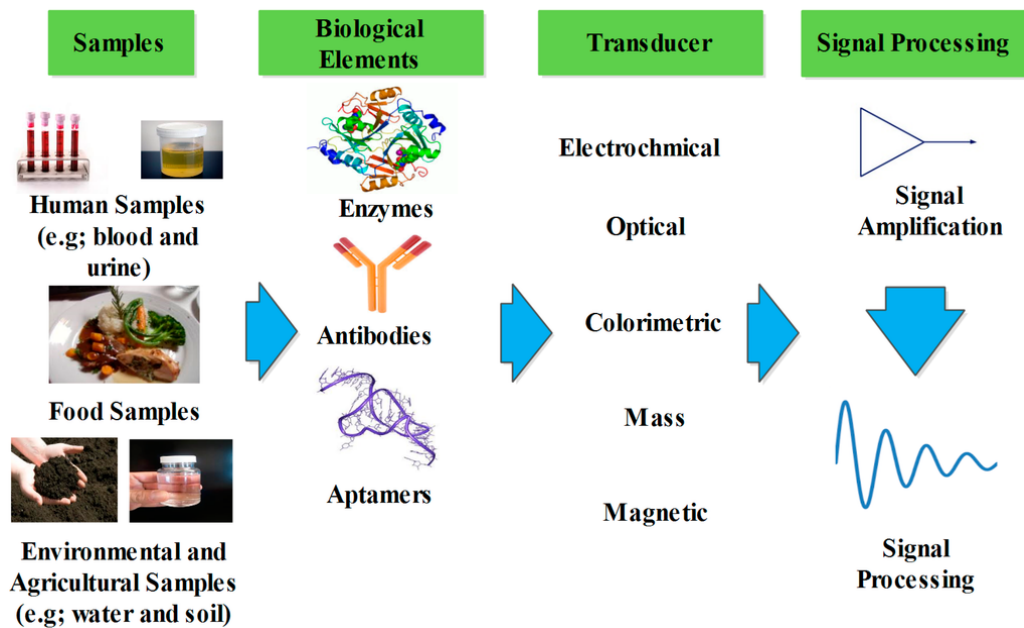 Samples
Biological
Elements
Transducer
Signal Processing
Human Samples
(e.g; blood and
urine)
Food Samples
Environmental and
Agricultural Samples
(e.g; water and soil)
Enzymes
Antibodies
Aptamers
Electrochmical
Optical
Colorimetric
Mass
Magnetic
Signal
Amplification
Signal
Processing